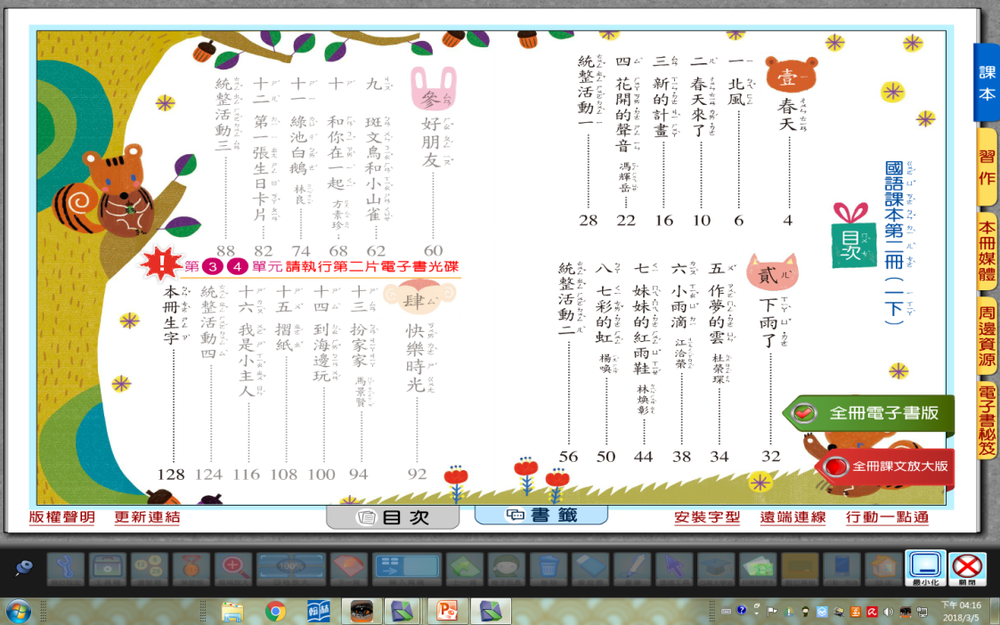 國語課本第二冊（一下）
目次
壹 春天 4
一 北風 6
二 春天來了 10
三 新的計畫 16
四 花開的聲音 馮輝岳 22
統整活動一 28
貳 下雨了 32
五 作夢的雲 杜榮琛 34
六 小雨滴 江洽榮 38
七 妹妹的紅雨鞋 林煥彰 44
八 七彩的虹 楊喚 50
統整活動二 56
參 好朋友 60
九 斑文鳥和小山雀 62
十 和你在一起 方素珍 68
十一 綠池白鵝 林良 74
十二 第一張生日卡片 82
統整活動三 88
! 第 3 4 單元請執行第二片電子書光碟
肆 快樂時光 92
十三 扮家家 馬景賢 94
十四 到海邊玩 100
十五 摺紙 108
十六 我是小主人 116
統整活動四 124
本冊生字 128
課本
習作
本冊媒體
周邊資源
電子書祕笈
全冊電子書版
全冊課文放大版
版權聲明 更新連結 目次 書籤 安裝字型 遠端連線 行動一點通
100%
最小化 關閉
翰林
下午 04:16
2018/3/5